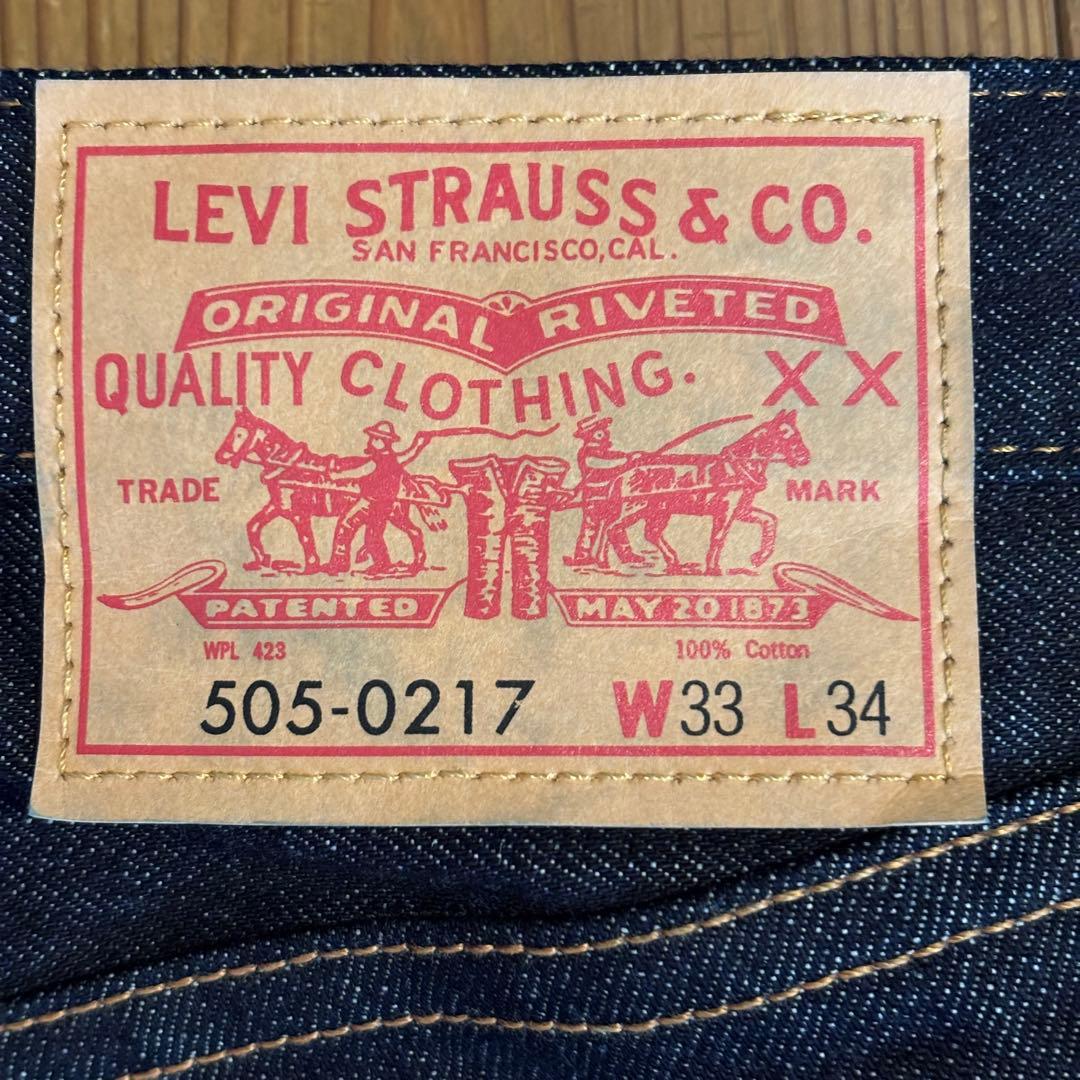 LEVI STRAUSS & CO.
SAN FRANCISCO, CAL.
ORIGINAL RIVETED
QUALITY CLOTHING. XX
TRADE MARK
PATENTED MAY 20 1873
WPL 423 100% Cotton
505-0217 W33 L34